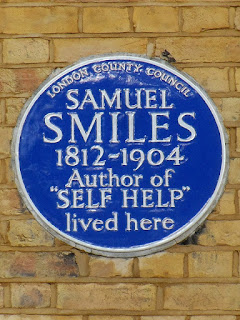 LONDON COUNTY COUNCIL
SAMUEL
SMILES
1812-1904
Author of
"SELF HELP"
lived here